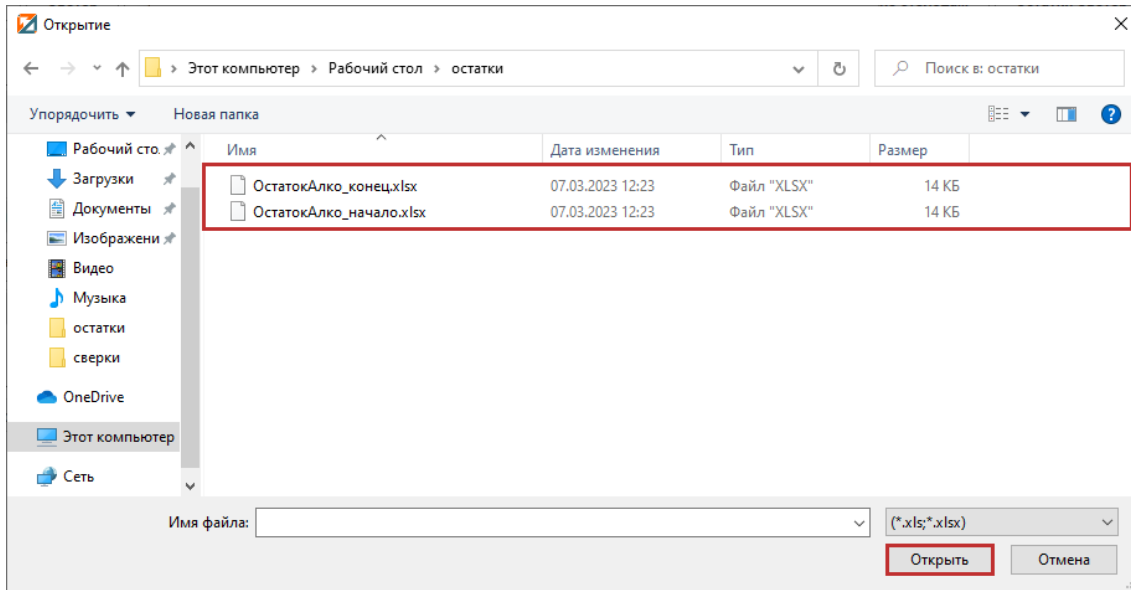 Открытие
Этот компьютер › Рабочий стол › остатки
Поиск в: остатки
Упорядочить
Новая папка
Рабочий сто.
Имя
Дата изменения
Тип
Размер
Загрузки
ОстатокАлко_конец.xlsx
07.03.2023 12:23
Файл "XLSX"
14 КБ
Документы
ОстатокАлко_начало.xlsx
07.03.2023 12:23
Файл "XLSX"
14 КБ
Изображени
Видео
Музыка
остатки
сверки
OneDrive
Этот компьютер
Сеть
Имя файла:
(*.xls;*.xlsx)
Открыть
Отмена